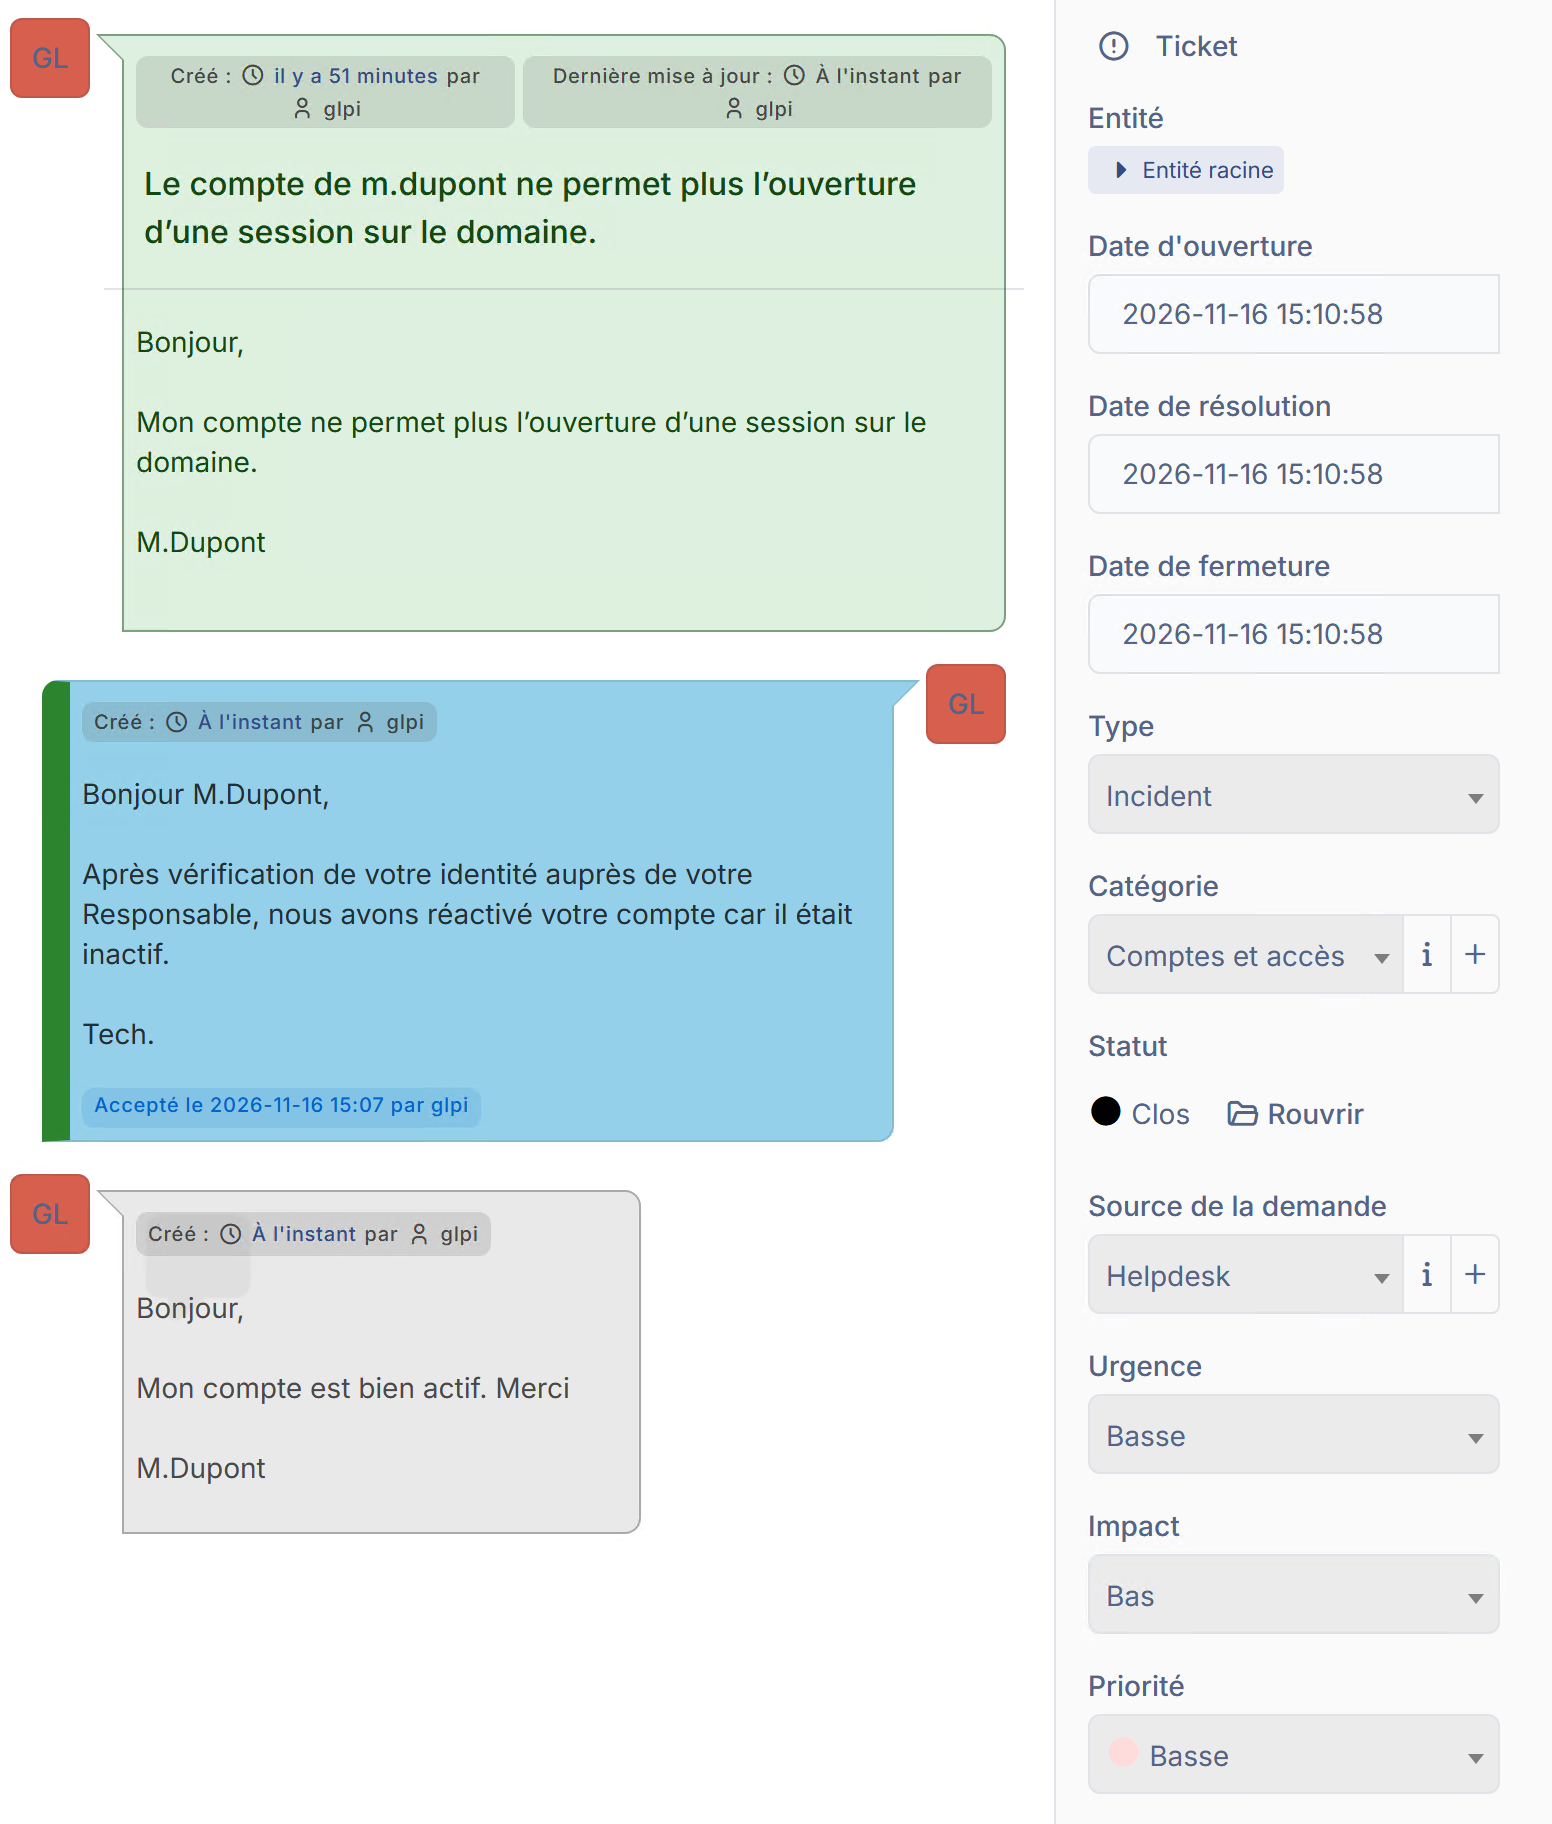 GL
Créé : il y a 51 minutes par
glpi
Dernière mise à jour : À l'instant par
glpi
Le compte de m.dupont ne permet plus l’ouverture
d’une session sur le domaine.
Bonjour,
Mon compte ne permet plus l’ouverture d’une session sur le
domaine.
M.Dupont
GL
Créé : À l'instant par glpi
Bonjour M.Dupont,
Après vérification de votre identité auprès de votre
Responsable, nous avons réactivé votre compte car il était
inactif.
Tech.
Accepté le 2026-11-16 15:07 par glpi
GL
Créé : À l'instant par glpi
Bonjour,
Mon compte est bien actif. Merci
M.Dupont
Ticket
Entité
Entité racine
Date d'ouverture
2026-11-16 15:10:58
Date de résolution
2026-11-16 15:10:58
Date de fermeture
2026-11-16 15:10:58
Type
Incident
Catégorie
Comptes et accès i +
Statut
Clos Rouvrir
Source de la demande
Helpdesk i +
Urgence
Basse
Impact
Bas
Priorité
Basse